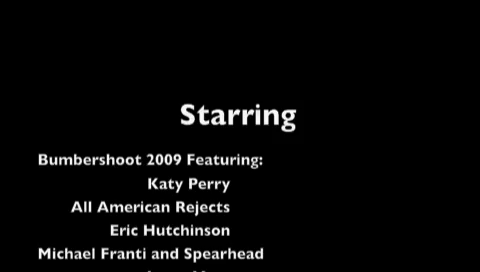 Starring
Bumbershoot 2009 Featuring:
Katy Perry
All American Rejects
Eric Hutchinson
Michael Franti and Spearhead